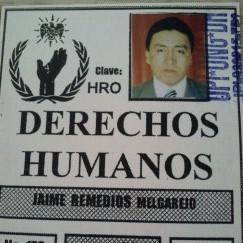 Clave:
HRO
DERECHOS
HUMANOS
JAIME REMEDIOS MELGAREJO